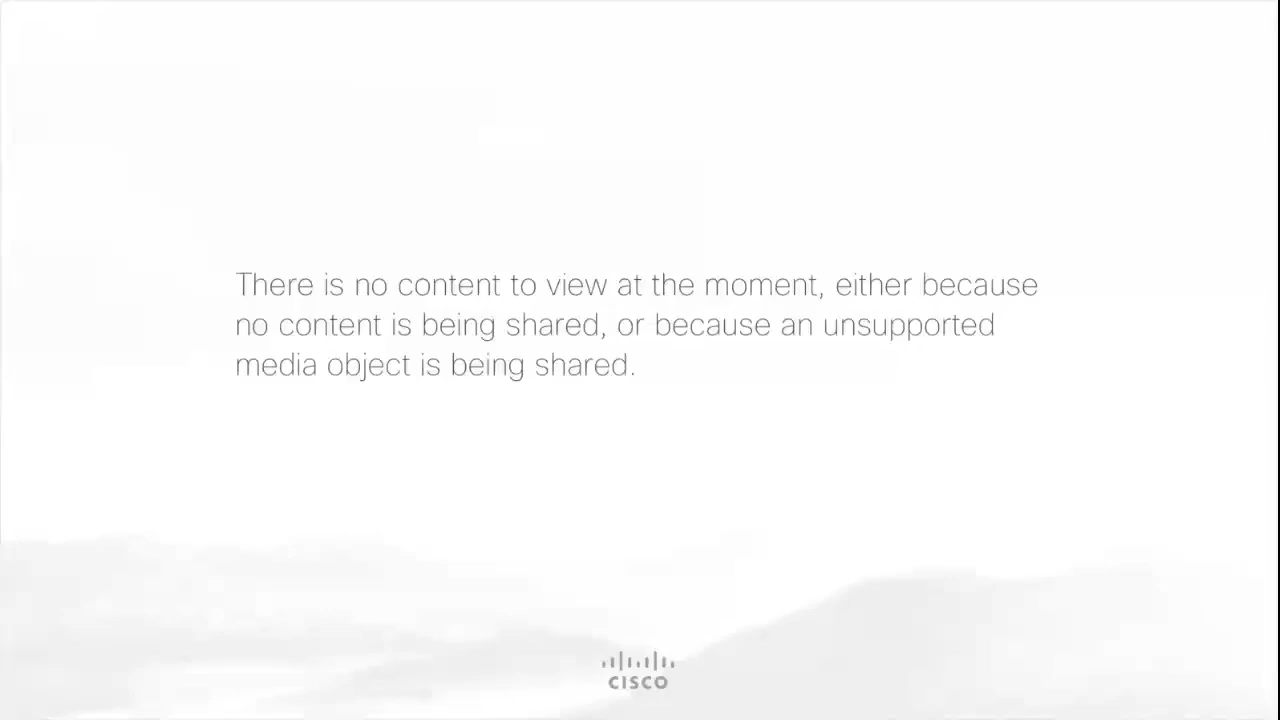 There is no content to view at the moment, either because
no content is being shared, or because an unsupported
media object is being shared.
CISCO